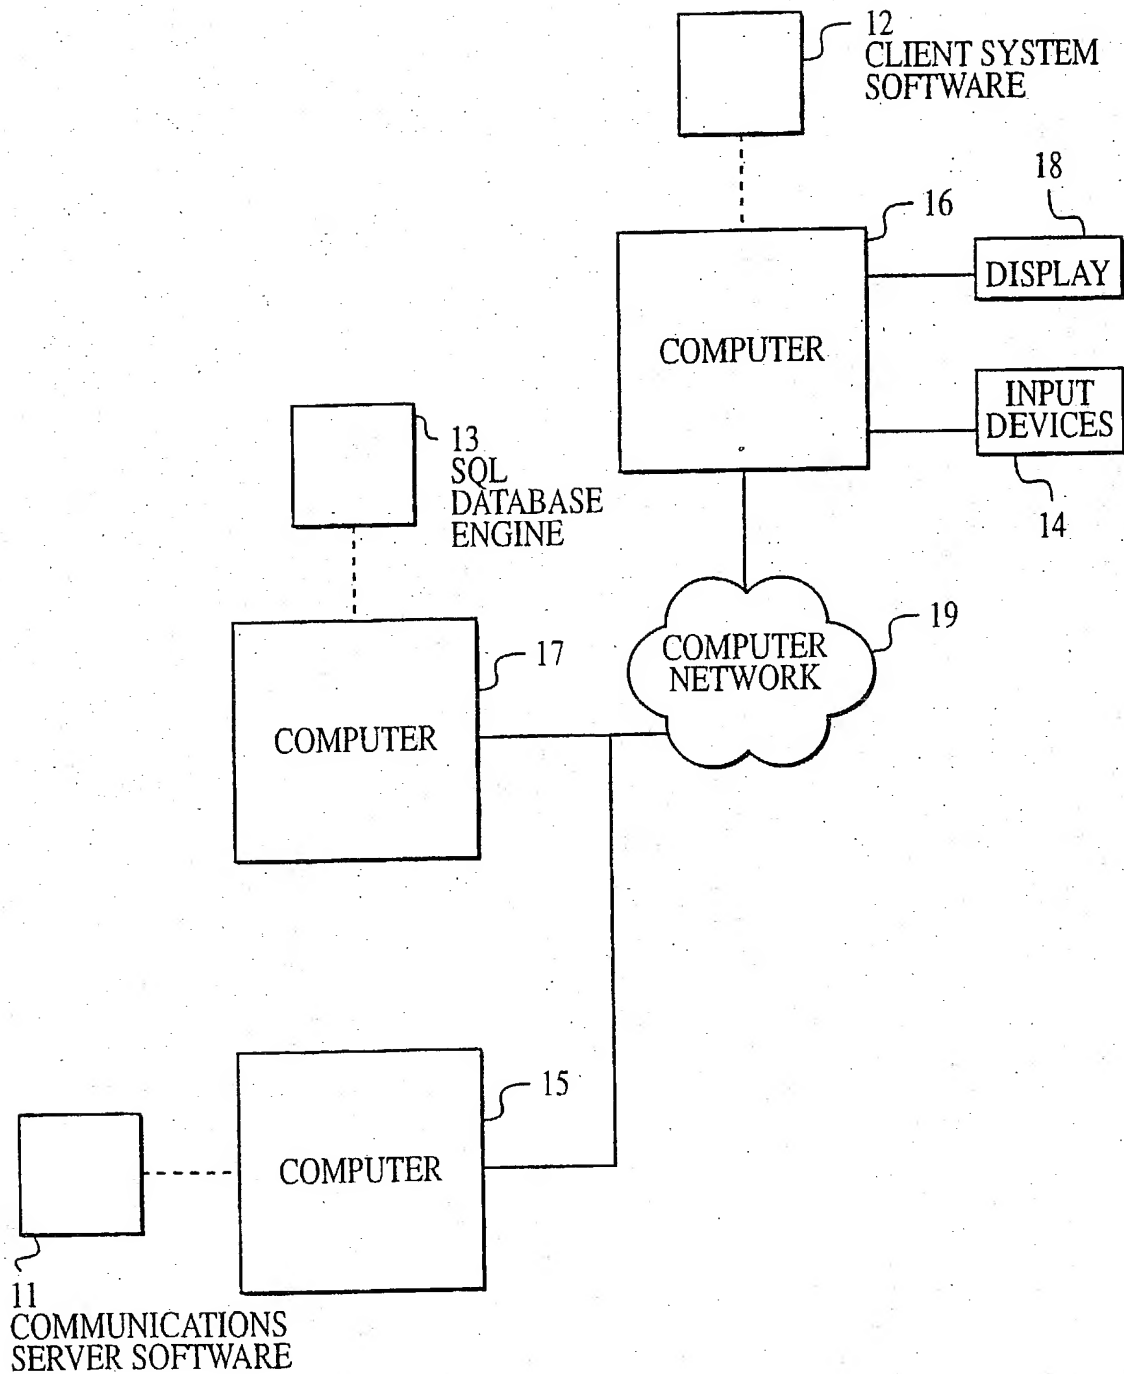 12
CLIENT SYSTEM
SOFTWARE
18
16
DISPLAY
COMPUTER
INPUT
DEVICES
13
SQL
DATABASE
ENGINE
14
19
COMPUTER
NETWORK
17
COMPUTER
15
COMPUTER
11
COMMUNICATIONS
SERVER SOFTWARE